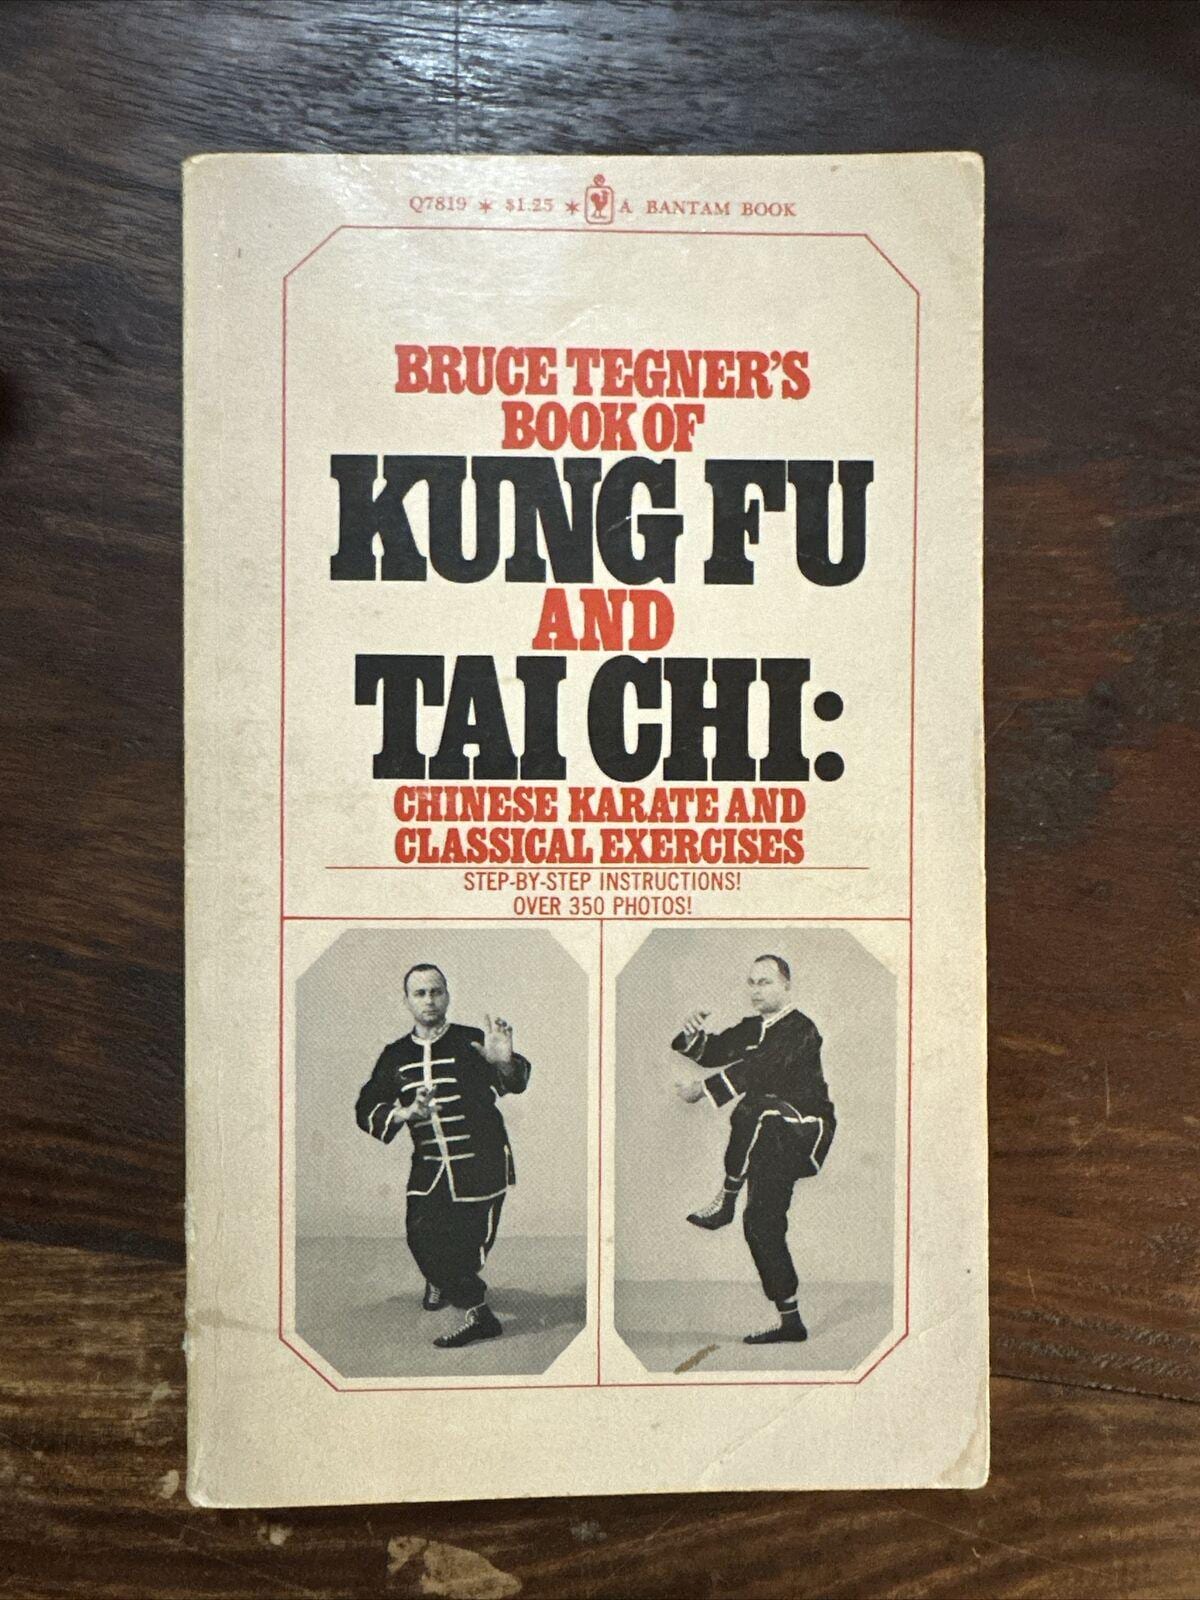 Q7819 * $1.25 * A BANTAM BOOK
BRUCE TEGNER'S
BOOK OF
KUNG FU
AND
TAI CHI:
CHINESE KARATE AND
CLASSICAL EXERCISES
STEP-BY-STEP INSTRUCTIONS!
OVER 350 PHOTOS!